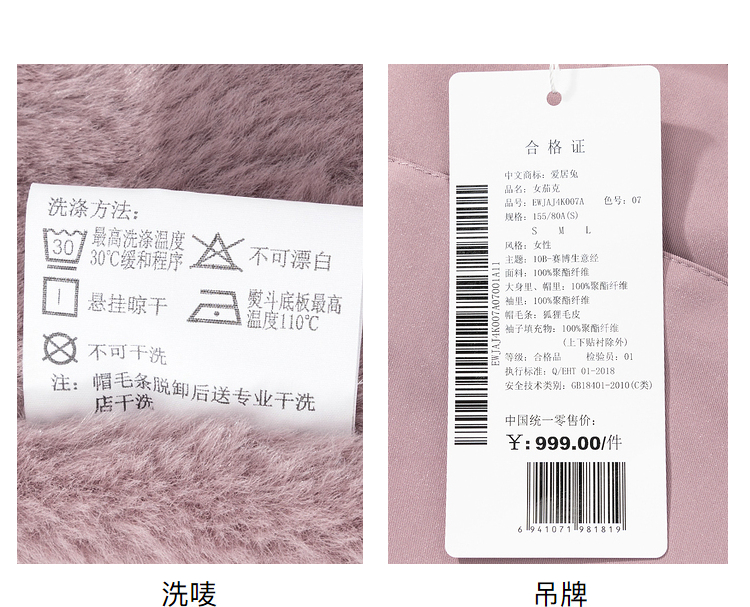 洗涤方法：
30
最高洗涤温度
30℃缓和程序
不可漂白
悬挂晾干
熨斗底板最高
温度110℃
不可干洗
注：帽毛条脱卸后送专业干洗
店干洗
合格证
中文商标：爱居兔
品名：女茄克
品号：EWJAJ4K007A 色号：07
规格：155/80A(S)
S M L
风格：女性
主题：10B-赛博生意经
面料：100%聚酯纤维
大身里、帽里：100%聚酯纤维
袖里：100%聚酯纤维
帽毛条：狐狸毛皮
袖子填充物：100%聚酯纤维
(上下贴衬除外)
等级：合格品 检验员：01
执行标准：Q/EHT 01-2018
安全技术类别：GB18401-2010(C类)
EWJAJ4K007A07001A11
中国统一零售价：
¥:999.00/件
6 941071 981819
洗唛
吊牌